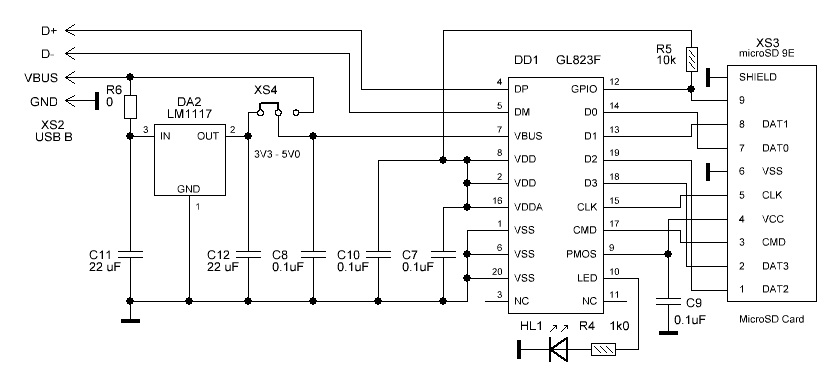 D+
D-
VBUS
GND
XS2
USB B
R6
0
DA2
LM1117
3
IN
OUT
2
GND
1
XS4
3V3 - 5V0
C11
22 uF
C12
22 uF
C8
0.1uF
C10
0.1uF
C7
0.1uF
DD1 GL823F
4 DP GPIO 12
5 DM D0 14
7 VBUS D1 13
8 VDD D2 19
2 VDD D3 18
16 VDDA CLK 15
1 VSS CMD 17
6 VSS PMOS 9
20 VSS LED 10
3 NC NC 11
HL1
R4 1k0
R5
10k
C9
0.1uF
XS3
microSD 9E
SHIELD
9
8 DAT1
7 DAT0
6 VSS
5 CLK
4 VCC
3 CMD
2 DAT3
1 DAT2
MicroSD Card